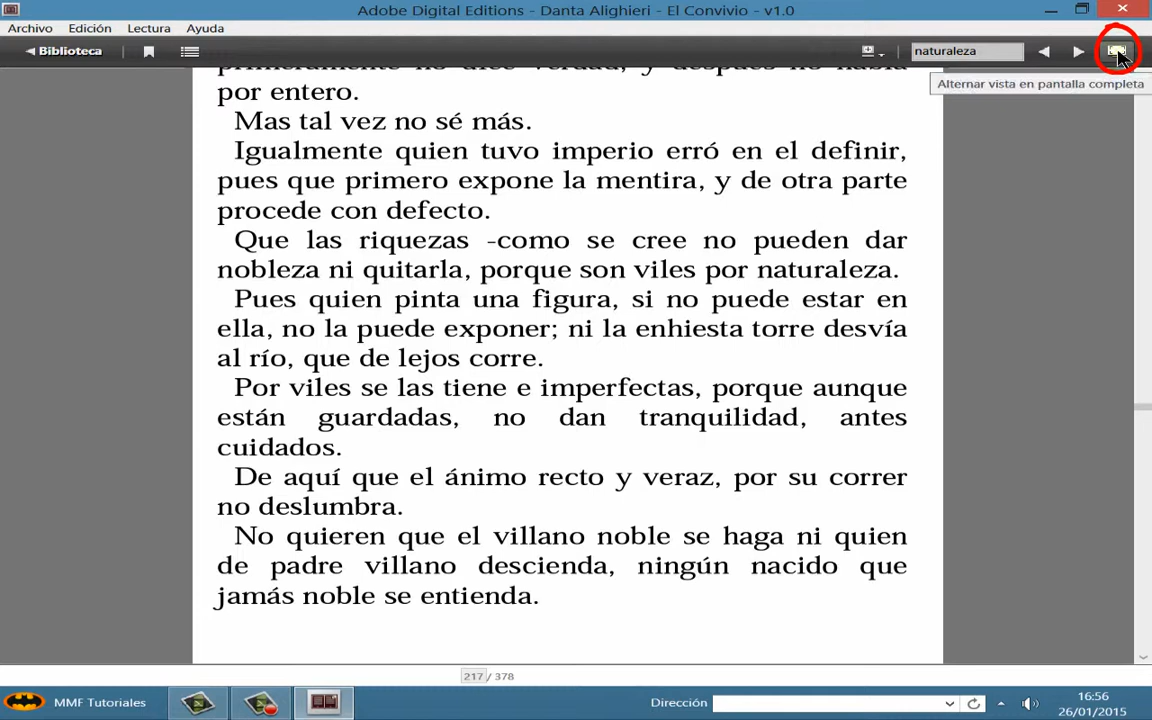 Adobe Digital Editions - Danta Alighieri - El Convivio - v1.0
Archivo Edición Lectura Ayuda
Biblioteca naturaleza
Alternar vista en pantalla completa
primeramente no dice verdad, y después no habla
por entero.
Mas tal vez no sé más.
Igualmente quien tuvo imperio erró en el definir,
pues que primero expone la mentira, y de otra parte
procede con defecto.
Que las riquezas -como se cree no pueden dar
nobleza ni quitarla, porque son viles por naturaleza.
Pues quien pinta una figura, si no puede estar en
ella, no la puede exponer; ni la enhiesta torre desvía
al río, que de lejos corre.
Por viles se las tiene e imperfectas, porque aunque
están guardadas, no dan tranquilidad, antes
cuidados.
De aquí que el ánimo recto y veraz, por su correr
no deslumbra.
No quieren que el villano noble se haga ni quien
de padre villano descienda, ningún nacido que
jamás noble se entienda.
217 / 378
MMF Tutoriales Dirección 16:56
26/01/2015